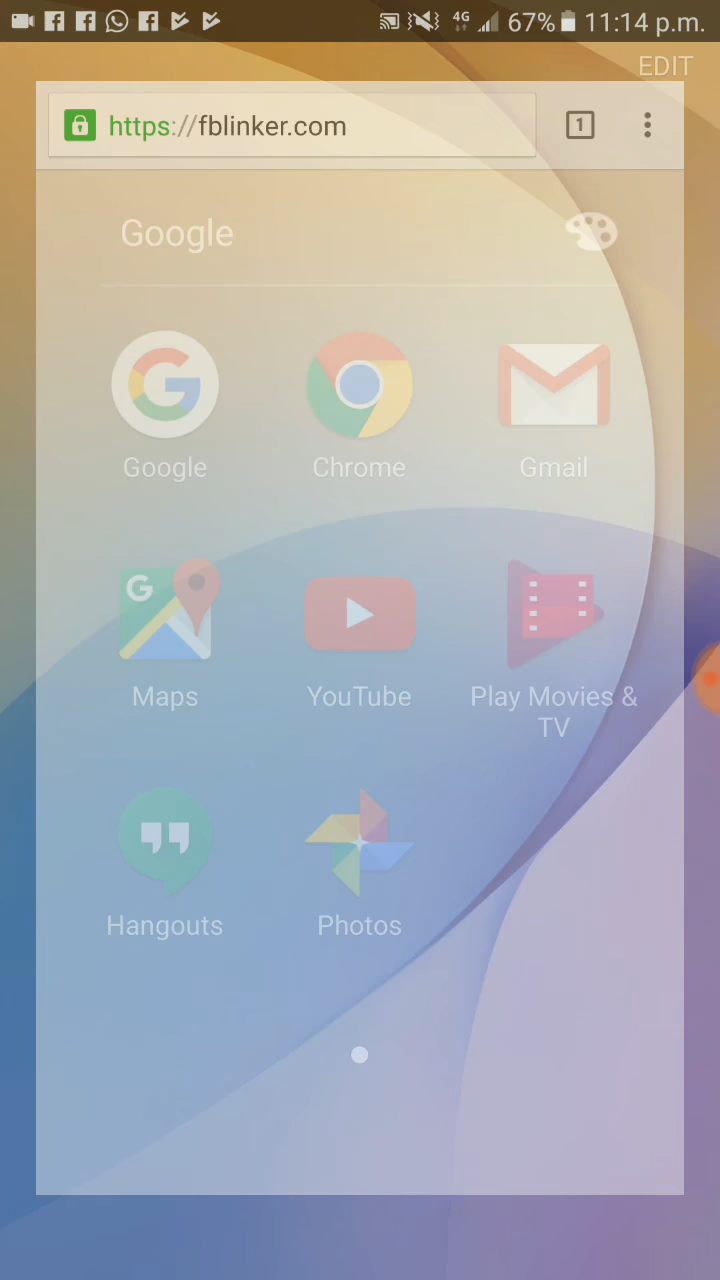 4G 67% 11:14 p.m.
EDIT
https://fblinker.com
1
Google
Google
Chrome
Gmail
G
Maps
YouTube
Play Movies &
TV
Hangouts
Photos